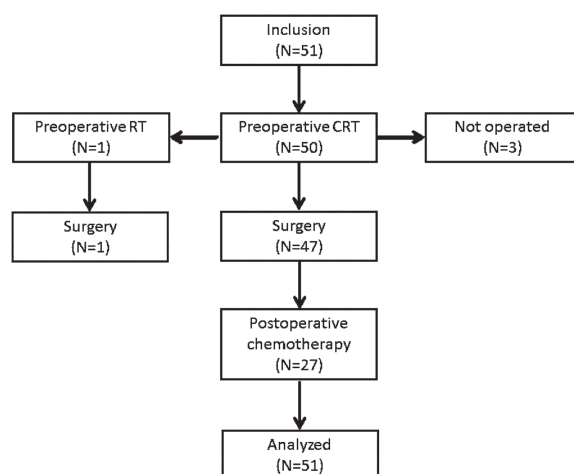 Inclusion
(N=51)
Preoperative RT
(N=1)
Preoperative CRT
(N=50)
Not operated
(N=3)
Surgery
(N=1)
Surgery
(N=47)
Postoperative
chemotherapy
(N=27)
Analyzed
(N=51)